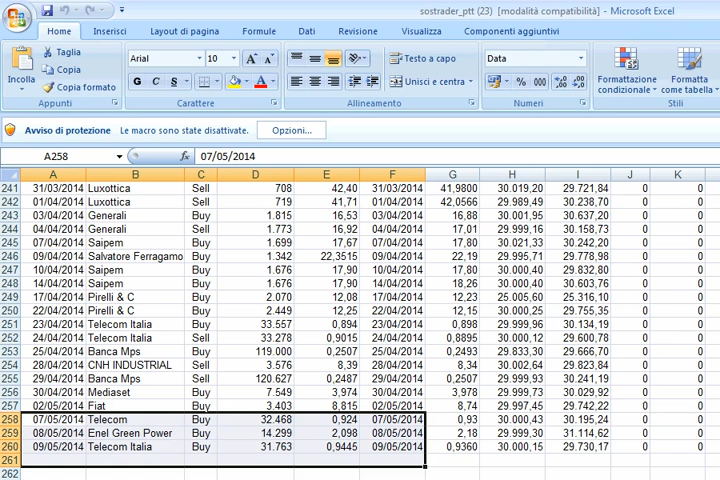 sostrader_ptt (23) [modalità compatibilità] - Microsoft Excel
Home Inserisci Layout di pagina Formule Dati Revisione Visualizza Componenti aggiuntivi
Incolla Taglia Copia Copia formato Appunti
Arial 10 A A G C S A Carattere
Testo a capo Unisci e centra Allineamento
Data % 000 Numeri
Formattazione condizionale Formatta come tabella Stili
Avviso di protezione Le macro sono state disattivate. Opzioni...
A258 fx 07/05/2014
A B C D E F G H I J K
241 31/03/2014 Luxottica Sell 708 42,40 31/03/2014 41,9800 30.019,20 29.721,84 0 0
242 01/04/2014 Luxottica Sell 719 41,71 01/04/2014 42,0566 29.989,49 30.238,70 0 0
243 03/04/2014 Generali Buy 1.815 16,53 03/04/2014 16,88 30.001,95 30.637,20 0 0
244 04/04/2014 Generali Sell 1.773 16,92 04/04/2014 17,01 29.999,16 30.158,73 0 0
245 07/04/2014 Saipem Buy 1.699 17,67 07/04/2014 17,80 30.021,33 30.242,20 0 0
246 09/04/2014 Salvatore Ferragamo Buy 1.342 22,3515 09/04/2014 22,19 29.995,71 29.778,98 0 0
247 10/04/2014 Saipem Buy 1.676 17,90 10/04/2014 17,80 30.000,40 29.832,80 0 0
248 14/04/2014 Saipem Buy 1.676 17,90 14/04/2014 18,26 30.000,40 30.603,76 0 0
249 17/04/2014 Pirelli & C Buy 2.070 12,08 17/04/2014 12,23 25.005,60 25.316,10 0 0
250 22/04/2014 Pirelli & C Buy 2.449 12,25 22/04/2014 12,15 30.000,25 29.755,35 0 0
251 23/04/2014 Telecom Italia Buy 33.557 0,894 23/04/2014 0,898 29.999,96 30.134,19 0 0
252 24/04/2014 Telecom Italia Sell 33.278 0,9015 24/04/2014 0,8895 30.000,12 29.600,78 0 0
253 25/04/2014 Banca Mps Buy 119.000 0,2507 25/04/2014 0,2493 29.833,30 29.666,70 0 0
254 28/04/2014 CNH INDUSTRIAL Sell 3.576 8,39 28/04/2014 8,34 30.002,64 29.823,84 0 0
255 29/04/2014 Banca Mps Sell 120.627 0,2487 29/04/2014 0,2507 29.999,93 30.241,19 0 0
256 30/04/2014 Mediaset Buy 7.549 3,974 30/04/2014 3,978 29.999,73 30.029,92 0 0
257 02/05/2014 Fiat Buy 3.403 8,815 02/05/2014 8,74 29.997,45 29.742,22 0 0
258 07/05/2014 Telecom Buy 32.468 0,924 07/05/2014 0,93 30.000,43 30.195,24 0 0
259 08/05/2014 Enel Green Power Buy 14.299 2,098 08/05/2014 2,18 29.999,30 31.114,62 0 0
260 09/05/2014 Telecom Italia Buy 31.763 0,9445 09/05/2014 0,9360 30.000,15 29.730,17 0 0
261
262